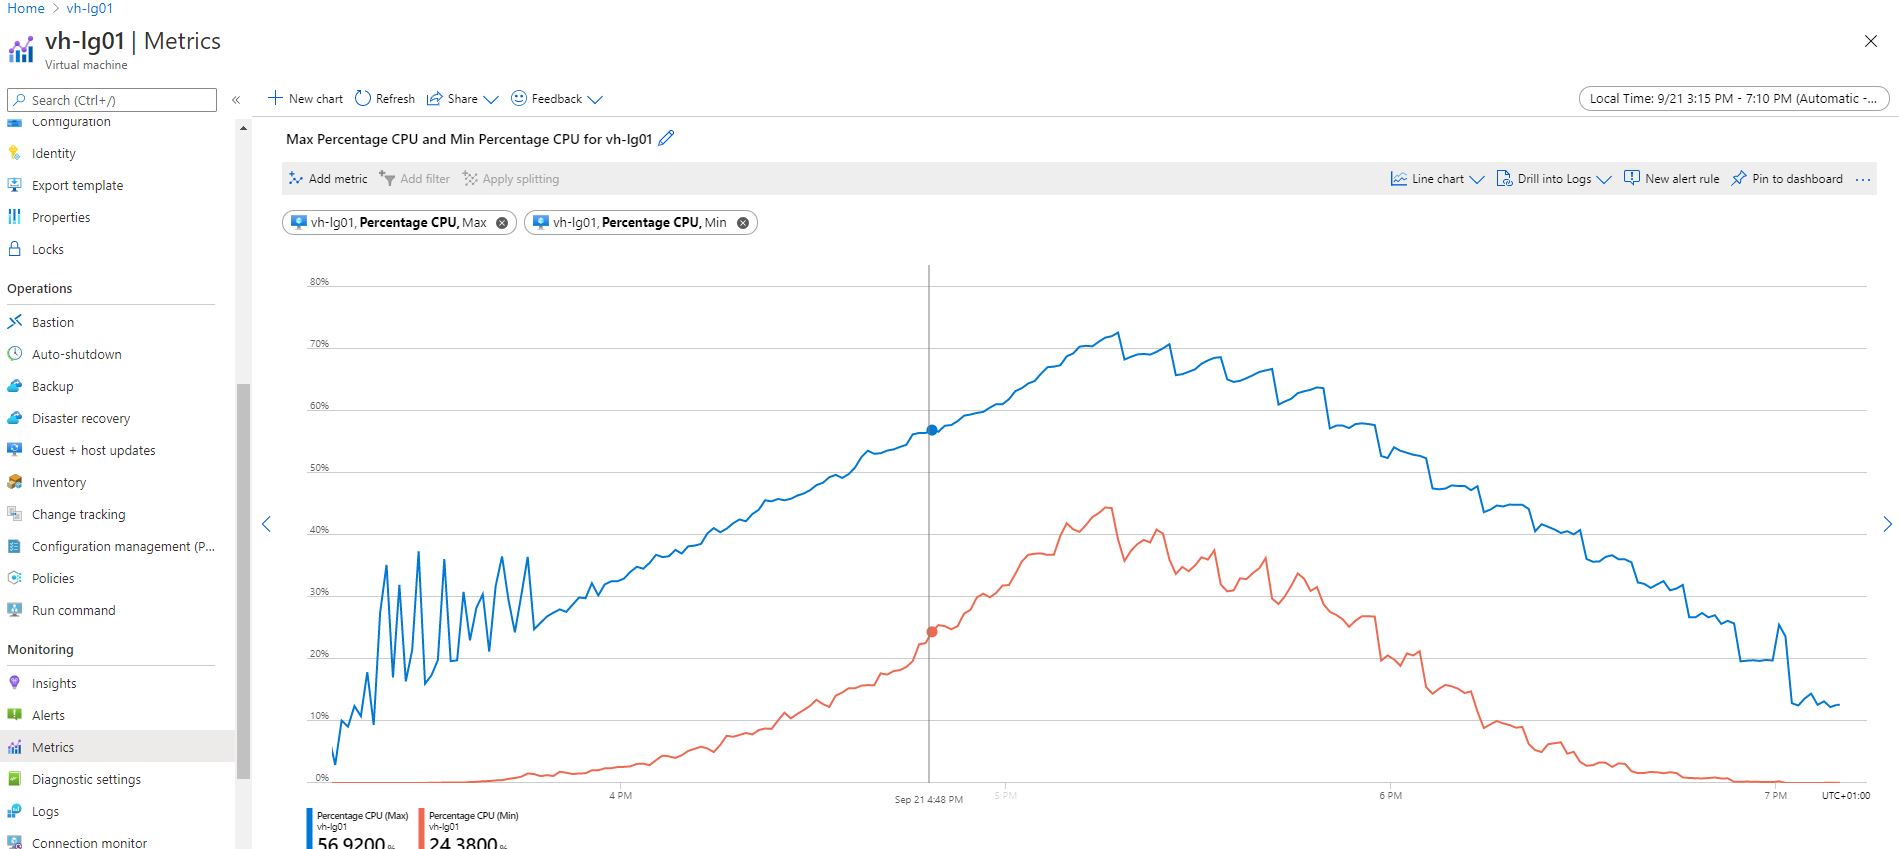 Home > vh-lg01
vh-lg01 | Metrics
Virtual machine
Search (Ctrl+/)
«
Configuration
Identity
Export template
Properties
Locks
Operations
Bastion
Auto-shutdown
Backup
Disaster recovery
Guest + host updates
Inventory
Change tracking
Configuration management (P...
Policies
Run command
Monitoring
Insights
Alerts
Metrics
Diagnostic settings
Logs
Connection monitor
New chart
Refresh
Share
Feedback
Local Time: 9/21 3:15 PM - 7:10 PM (Automatic -...
Max Percentage CPU and Min Percentage CPU for vh-lg01
Add metric
Add filter
Apply splitting
Line chart
Drill into Logs
New alert rule
Pin to dashboard
...
vh-lg01, Percentage CPU, Max
vh-lg01, Percentage CPU, Min
80%
70%
60%
50%
40%
30%
20%
10%
0%
4 PM
Sep 21 4:48 PM
5 PM
6 PM
7 PM
UTC+01:00
Percentage CPU (Max)
vh-lg01
56.9200 %
Percentage CPU (Min)
vh-lg01
24.3800 %